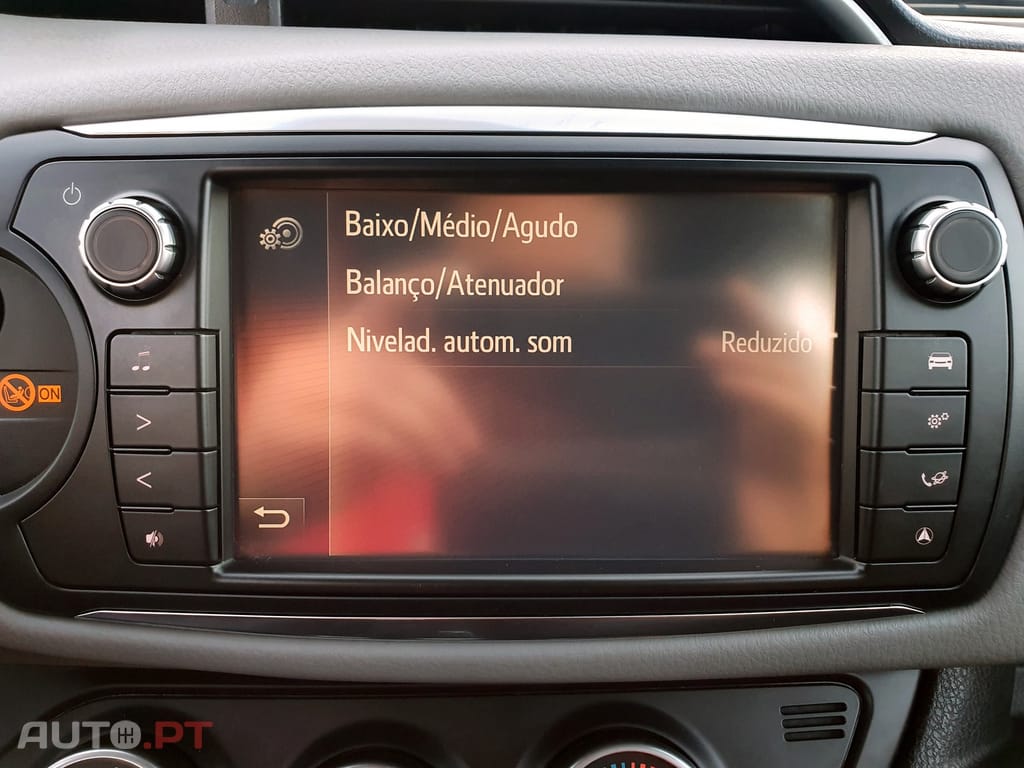 Baixo/Médio/Agudo
Balanço/Atenuador
Nivelad. autom. som Reduzido
ON
AUTO.PT